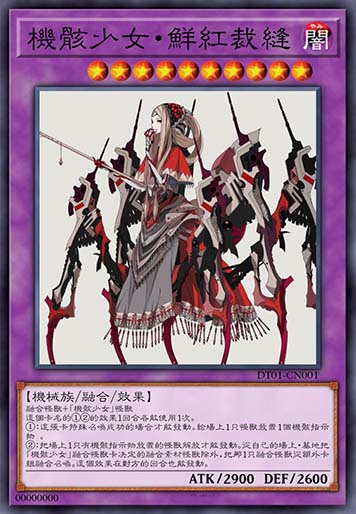 機骸少女・鮮紅裁縫
闇
やみ
DT01-CN001
【機械族/融合/效果】
融合怪獸+「機骸少女」怪獸
這個卡名的①②的效果1回合各能使用1次。
①:這張卡特殊召喚成功的場合才能發動。給場上1只怪獸放置1個機骸指示物。
②:把場上1只有機骸指示物放置的怪獸解放才能發動。從自己的場上·墓地把「機骸少女」融合怪獸卡決定的融合素材怪獸除外,把那1只融合怪獸從額外卡組融合召喚。這個效果在對方的回合也能發動。
ATK/2900 DEF/2600
00000000